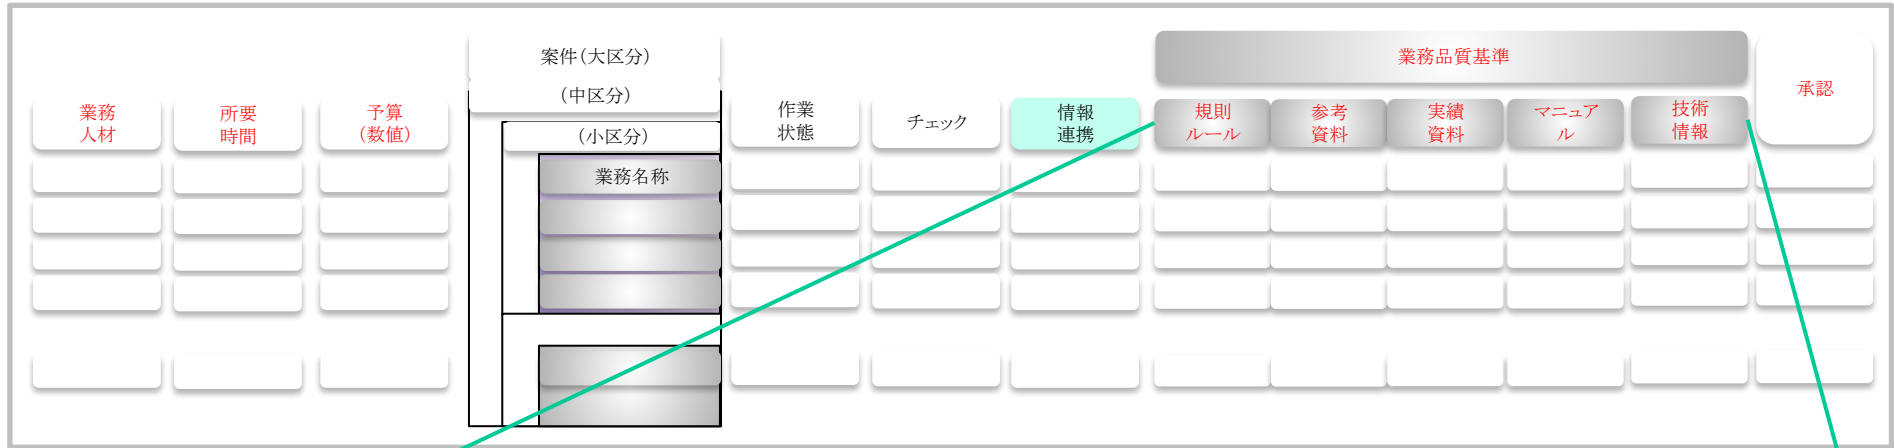 案件（大区分）
（中区分）
（小区分）
業務名称
業務
人材
所要
時間
予算
（数値）
作業
状態
チェック
情報
連携
業務品質基準
規則
ルール
参考
資料
実績
資料
マニュア
ル
技術
情報
承認